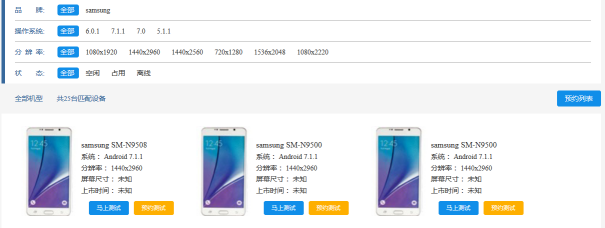 品 牌: 全部 samsung
操作系统: 全部 6.0.1 7.1.1 7.0 5.1.1
分 辨 率: 全部 1080x1920 1440x2960 1440x2560 720x1280 1536x2048 1080x2220
状 态: 全部 空闲 占用 离线
全部机型 共25台匹配设备 预约列表
samsung SM-N9508 samsung SM-N9500 samsung SM-N9500
系统： Android 7.1.1 系统： Android 7.1.1 系统： Android 7.1.1
分辨率： 1440x2960 分辨率： 1440x2960 分辨率： 1440x2960
屏幕尺寸： 未知 屏幕尺寸： 未知 屏幕尺寸： 未知
上市时间： 未知 上市时间： 未知 上市时间： 未知
马上测试 预约测试 马上测试 预约测试 马上测试 预约测试